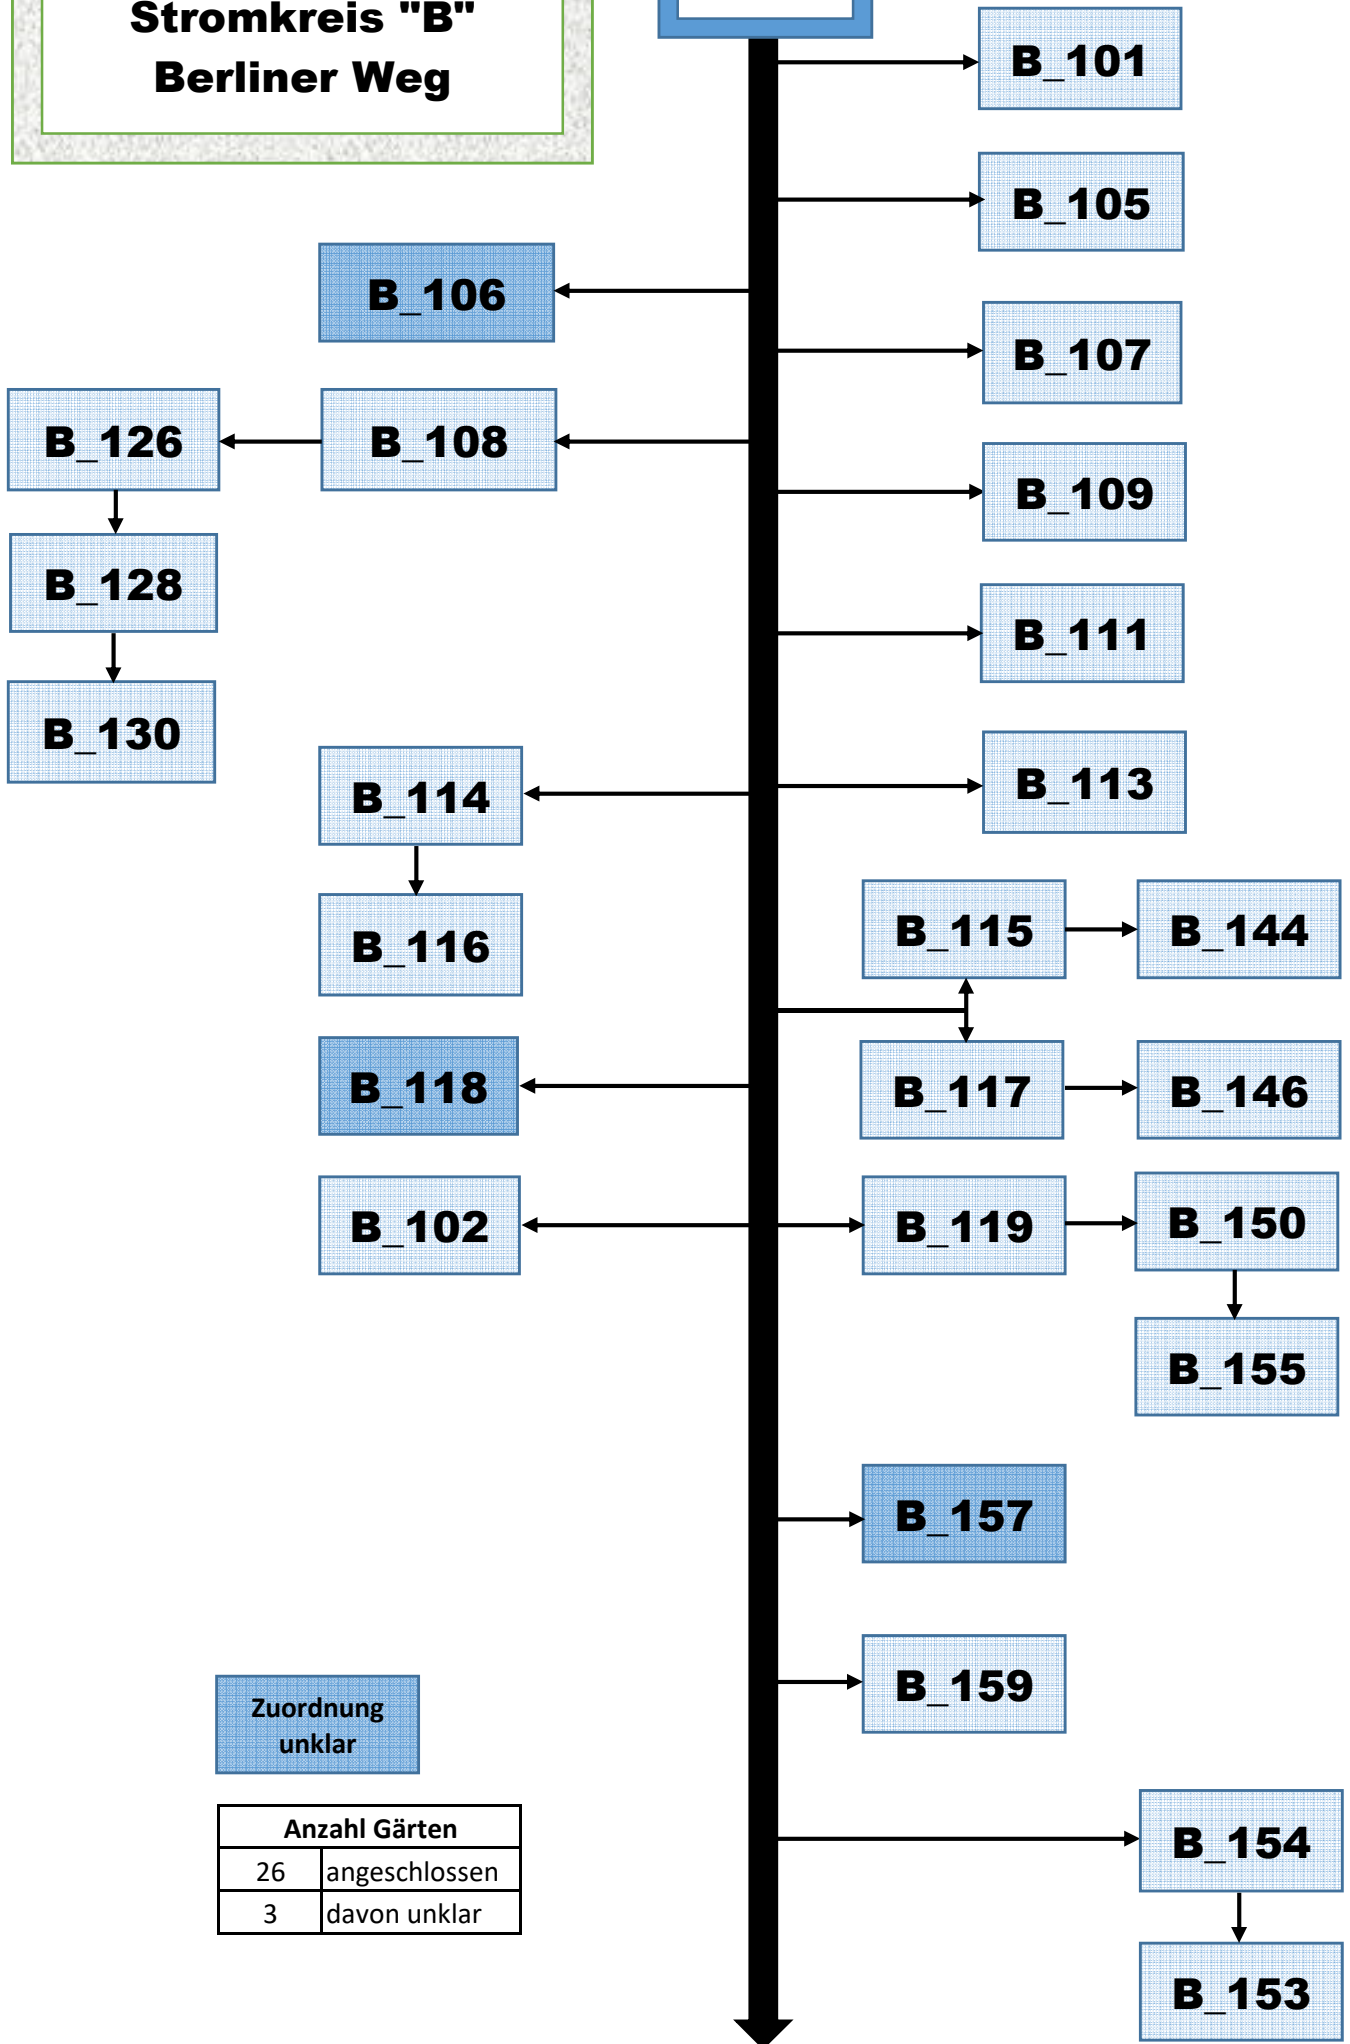 Stromkreis "B"
Berliner Weg
B_101
B_105
B_106
B_107
B_126
B_108
B_109
B_128
B_111
B_130
B_114
B_113
B_116
B_115
B_144
B_118
B_117
B_146
B_102
B_119
B_150
B_155
B_157
B_159
Zuordnung
unklar
Anzahl Gärten
26 angeschlossen
3 davon unklar
B_154
B_153